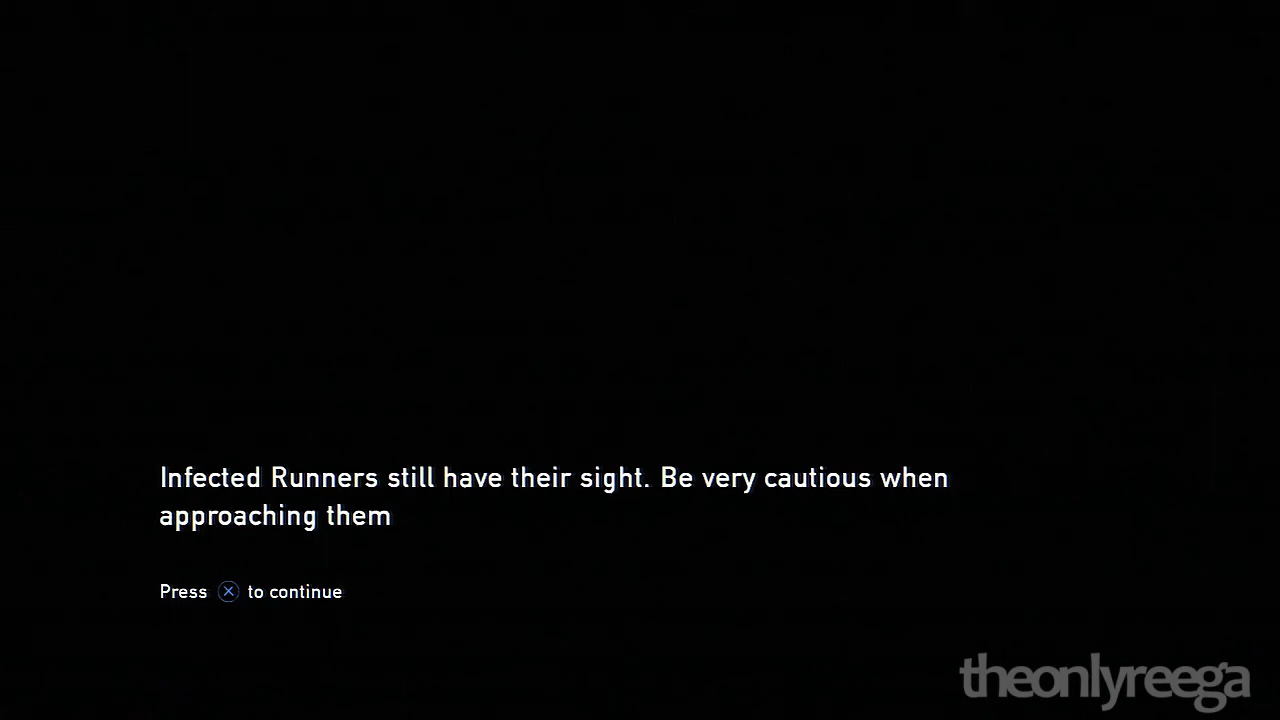 Infected Runners still have their sight. Be very cautious when
approaching them
Press ⓧ to continue
theonlyreega